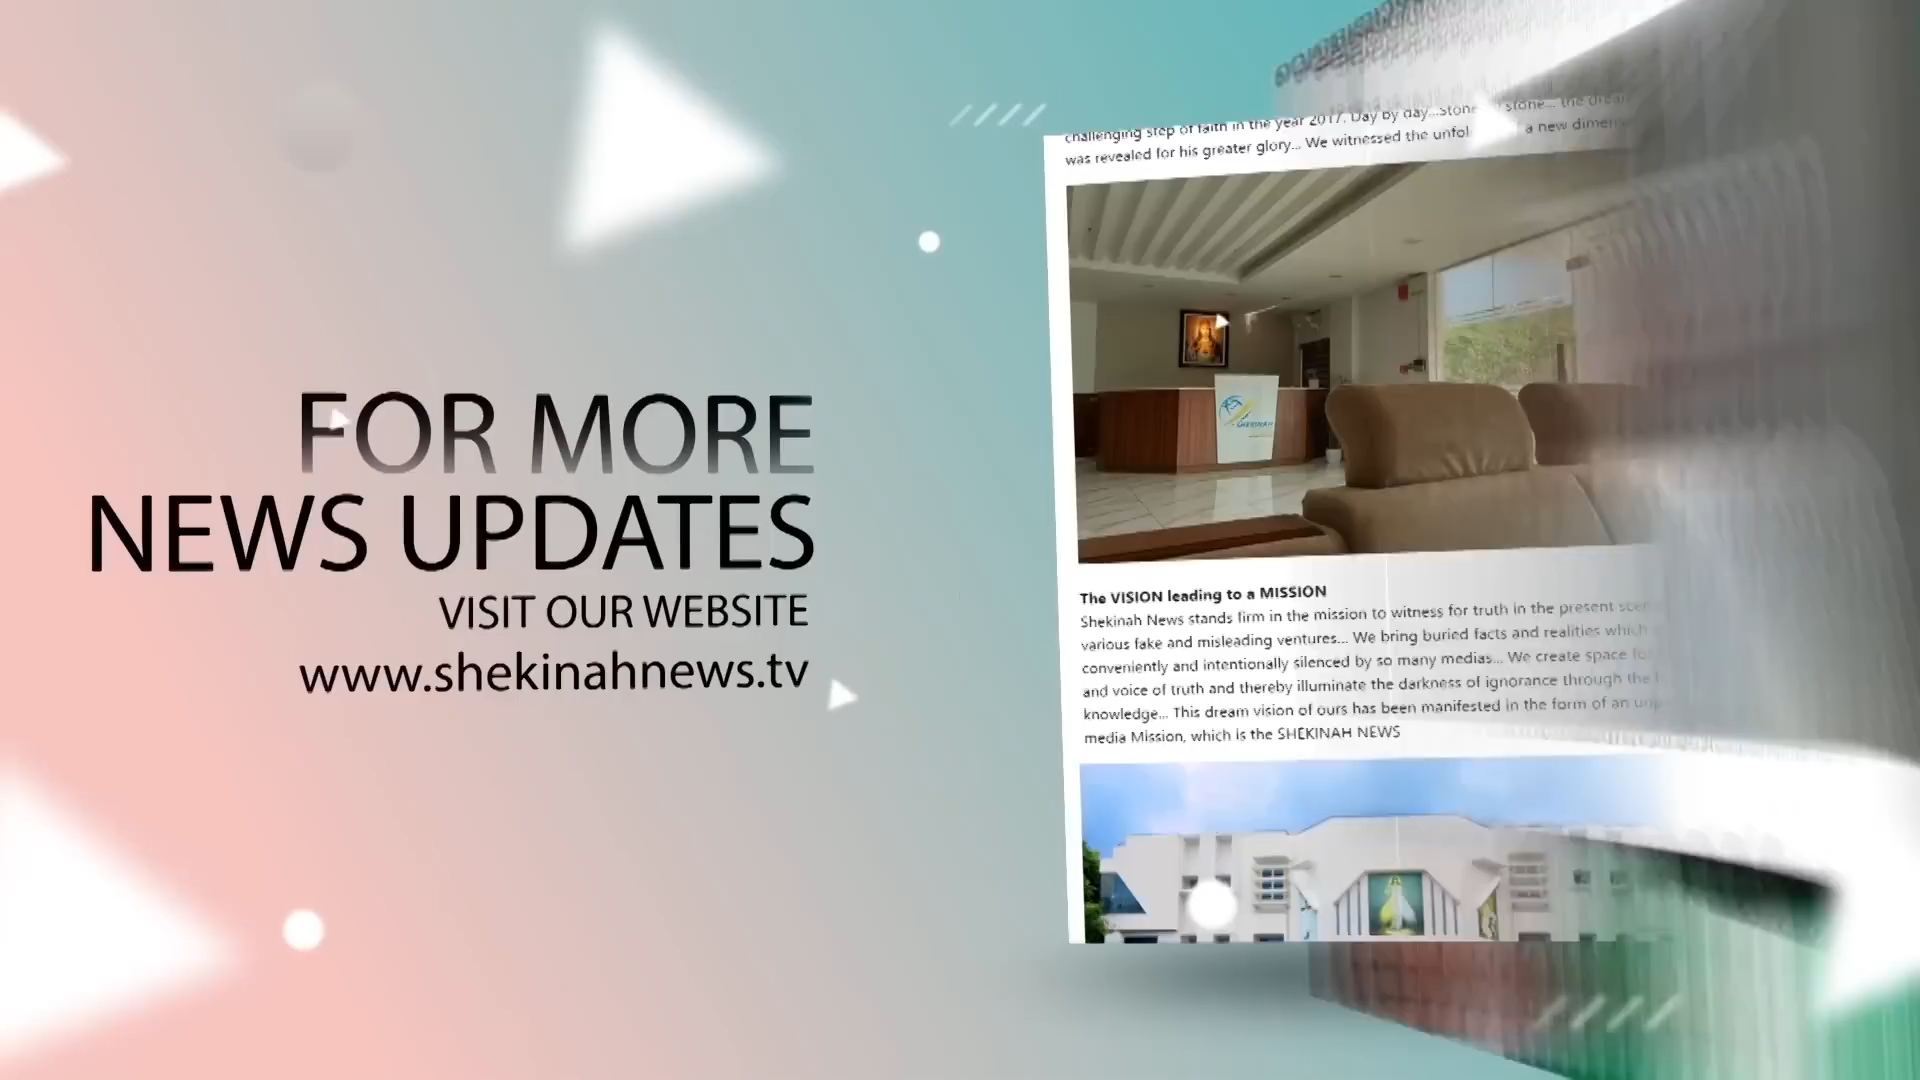 FOR MORE
NEWS UPDATES
VISIT OUR WEBSITE
www.shekinahnews.tv
challenging step of faith in the year 2017. Day by day...Stone stone... the
was revealed for his greater glory... We witnessed the a new
SHEKINAH
The VISION leading to a MISSION
Shekinah News stands firm in the mission to witness for truth in the present
various fake and misleading ventures... We bring buried facts and realities which
conveniently and intentionally silenced by so many medias... We create space
and voice of truth and thereby illuminate the darkness of ignorance through the
knowledge... This dream vision of ours has been manifested in the form of an
media Mission, which is the SHEKINAH NEWS